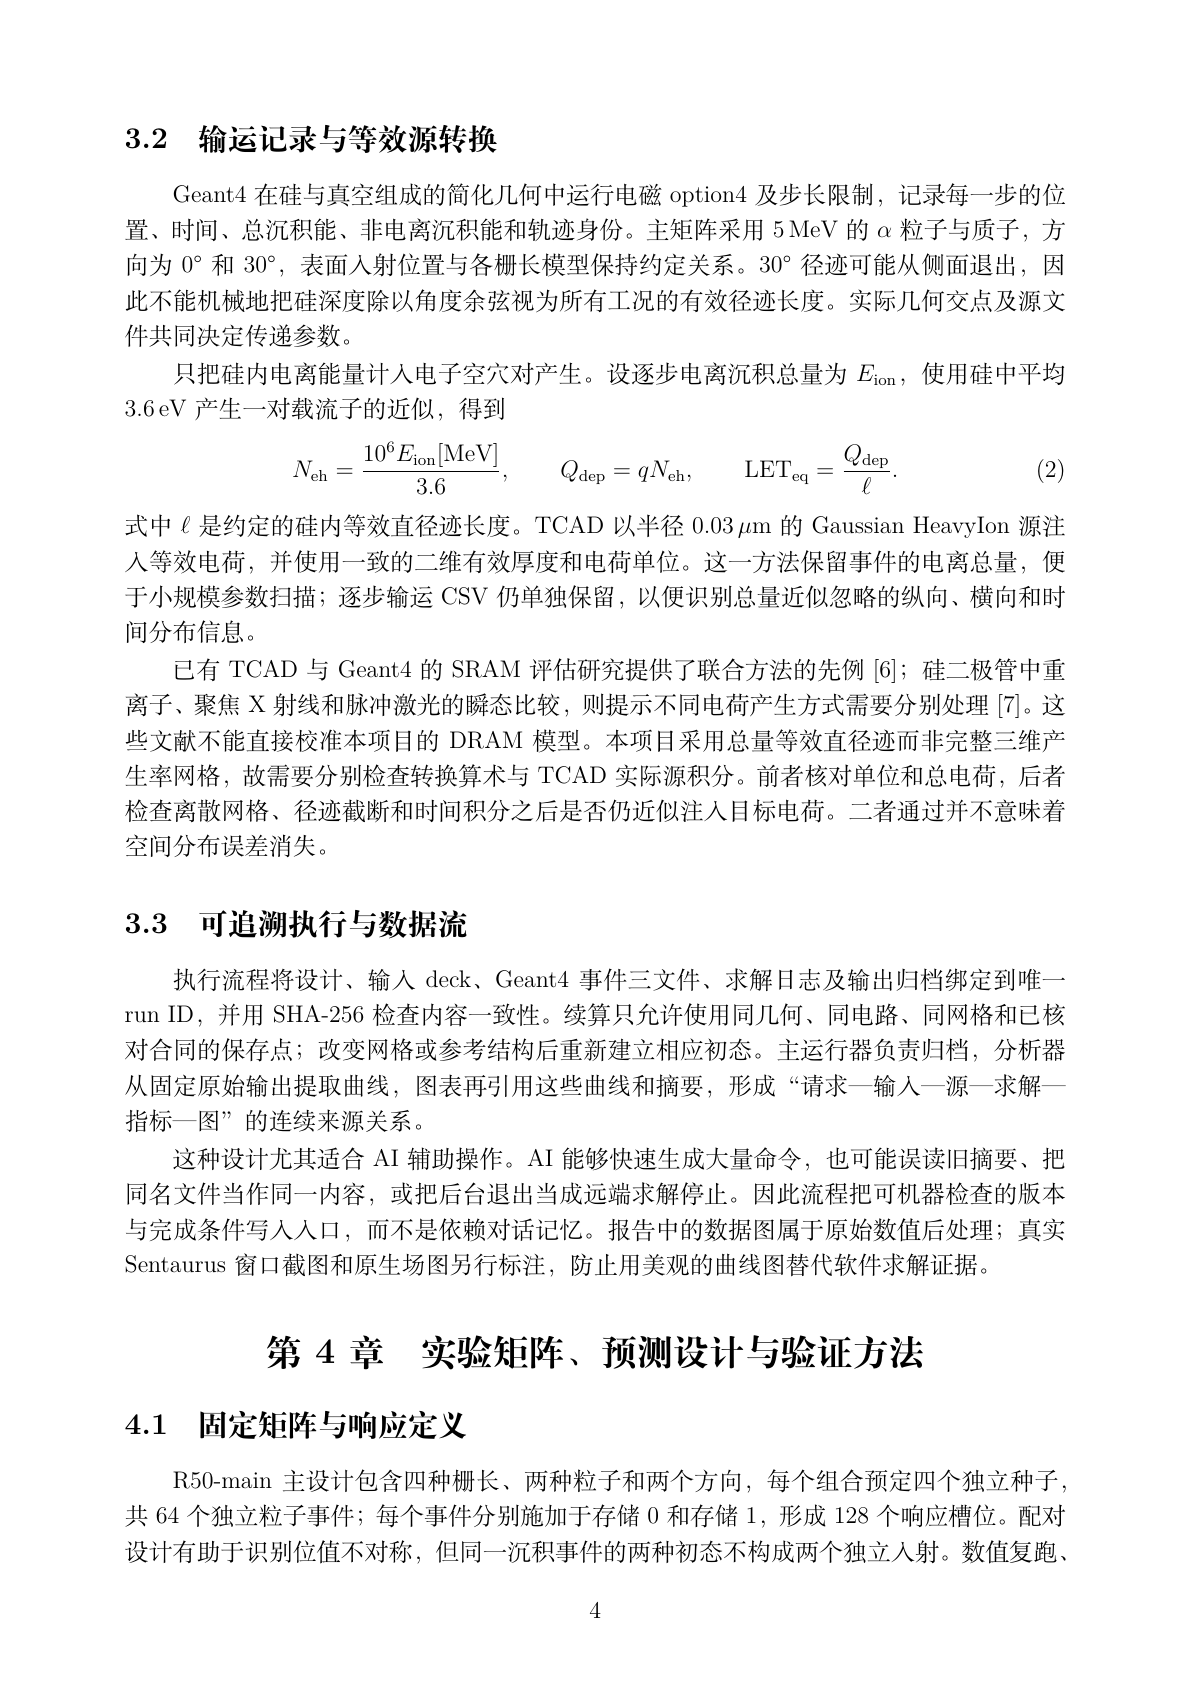 3.2 输运记录与等效源转换
Geant4 在硅与真空组成的简化几何中运行电磁 option4 及步长限制，记录每一步的位
置、时间、总沉积能、非电离沉积能和轨迹身份。主矩阵采用 5 MeV 的 α 粒子与质子，方
向为 0° 和 30°，表面入射位置与各栅长模型保持约定关系。30° 径迹可能从侧面退出，因
此不能机械地把硅深度除以角度余弦视为所有工况的有效径迹长度。实际几何交点及源文
件共同决定传递参数。
只把硅内电离能量计入电子空穴对产生。设逐步电离沉积总量为 E_ion，使用硅中平均
3.6 eV 产生一对载流子的近似，得到
N_eh = 10^6 E_ion[MeV] / 3.6, Q_dep = qN_eh, LET_eq = Q_dep / ℓ. (2)
式中 ℓ 是约定的硅内等效直径迹长度。TCAD 以半径 0.03 μm 的 Gaussian HeavyIon 源注
入等效电荷，并使用一致的二维有效厚度和电荷单位。这一方法保留事件的电离总量，便
于小规模参数扫描；逐步输运 CSV 仍单独保留，以便识别总量近似忽略的纵向、横向和时
间分布信息。
已有 TCAD 与 Geant4 的 SRAM 评估研究提供了联合方法的先例 [6]；硅二极管中重
离子、聚焦 X 射线和脉冲激光的瞬态比较，则提示不同电荷产生方式需要分别处理 [7]。这
些文献不能直接校准本项目的 DRAM 模型。本项目采用总量等效直径迹而非完整三维产
生率网格，故需要分别检查转换算术与 TCAD 实际源积分。前者核对单位和总电荷，后者
检查离散网格、径迹截断和时间积分之后是否仍近似注入目标电荷。二者通过并不意味着
空间分布误差消失。
3.3 可追溯执行与数据流
执行流程将设计、输入 deck、Geant4 事件三文件、求解日志及输出归档绑定到唯一
run ID，并用 SHA-256 检查内容一致性。续算只允许使用同几何、同电路、同网格和已核
对合同的保存点；改变网格或参考结构后重新建立相应初态。主运行器负责归档，分析器
从固定原始输出提取曲线，图表再引用这些曲线和摘要，形成“请求—输入—源—求解—
指标—图”的连续来源关系。
这种设计尤其适合 AI 辅助操作。AI 能够快速生成大量命令，也可能误读旧摘要、把
同名文件当作同一内容，或把后台退出当成远端求解停止。因此流程把可机器检查的版本
与完成条件写入入口，而不是依赖对话记忆。报告中的数据图属于原始数值后处理；真实
Sentaurus 窗口截图和原生场图另行标注，防止用美观的曲线图替代软件求解证据。
第 4 章 实验矩阵、预测设计与验证方法
4.1 固定矩阵与响应定义
R50-main 主设计包含四种栅长、两种粒子和两个方向，每个组合预定四个独立种子，
共 64 个独立粒子事件；每个事件分别施加于存储 0 和存储 1，形成 128 个响应槽位。配对
设计有助于识别位值不对称，但同一沉积事件的两种初态不构成两个独立入射。数值复跑、
4